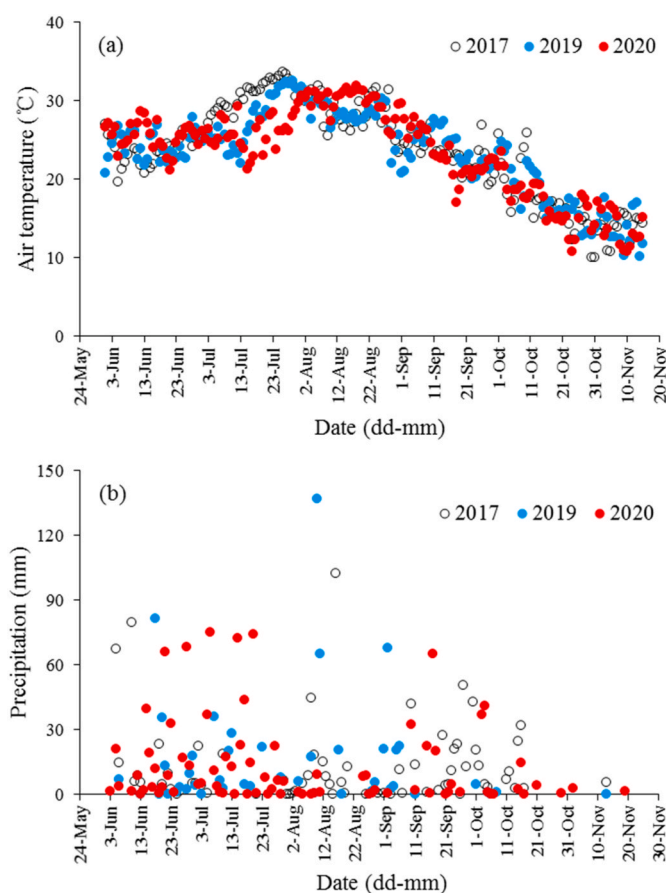 (a)
2017 2019 2020
Air temperature (℃)
40
30
20
10
0
24-May 3-Jun 13-Jun 23-Jun 3-Jul 13-Jul 23-Jul 2-Aug 12-Aug 22-Aug 1-Sep 11-Sep 21-Sep 1-Oct 11-Oct 21-Oct 31-Oct 10-Nov 20-Nov
Date (dd-mm)
(b)
2017 2019 2020
Precipitation (mm)
150
120
90
60
30
0
24-May 3-Jun 13-Jun 23-Jun 3-Jul 13-Jul 23-Jul 2-Aug 12-Aug 22-Aug 1-Sep 11-Sep 21-Sep 1-Oct 11-Oct 21-Oct 31-Oct 10-Nov 20-Nov 30-Nov
Date (dd-mm)